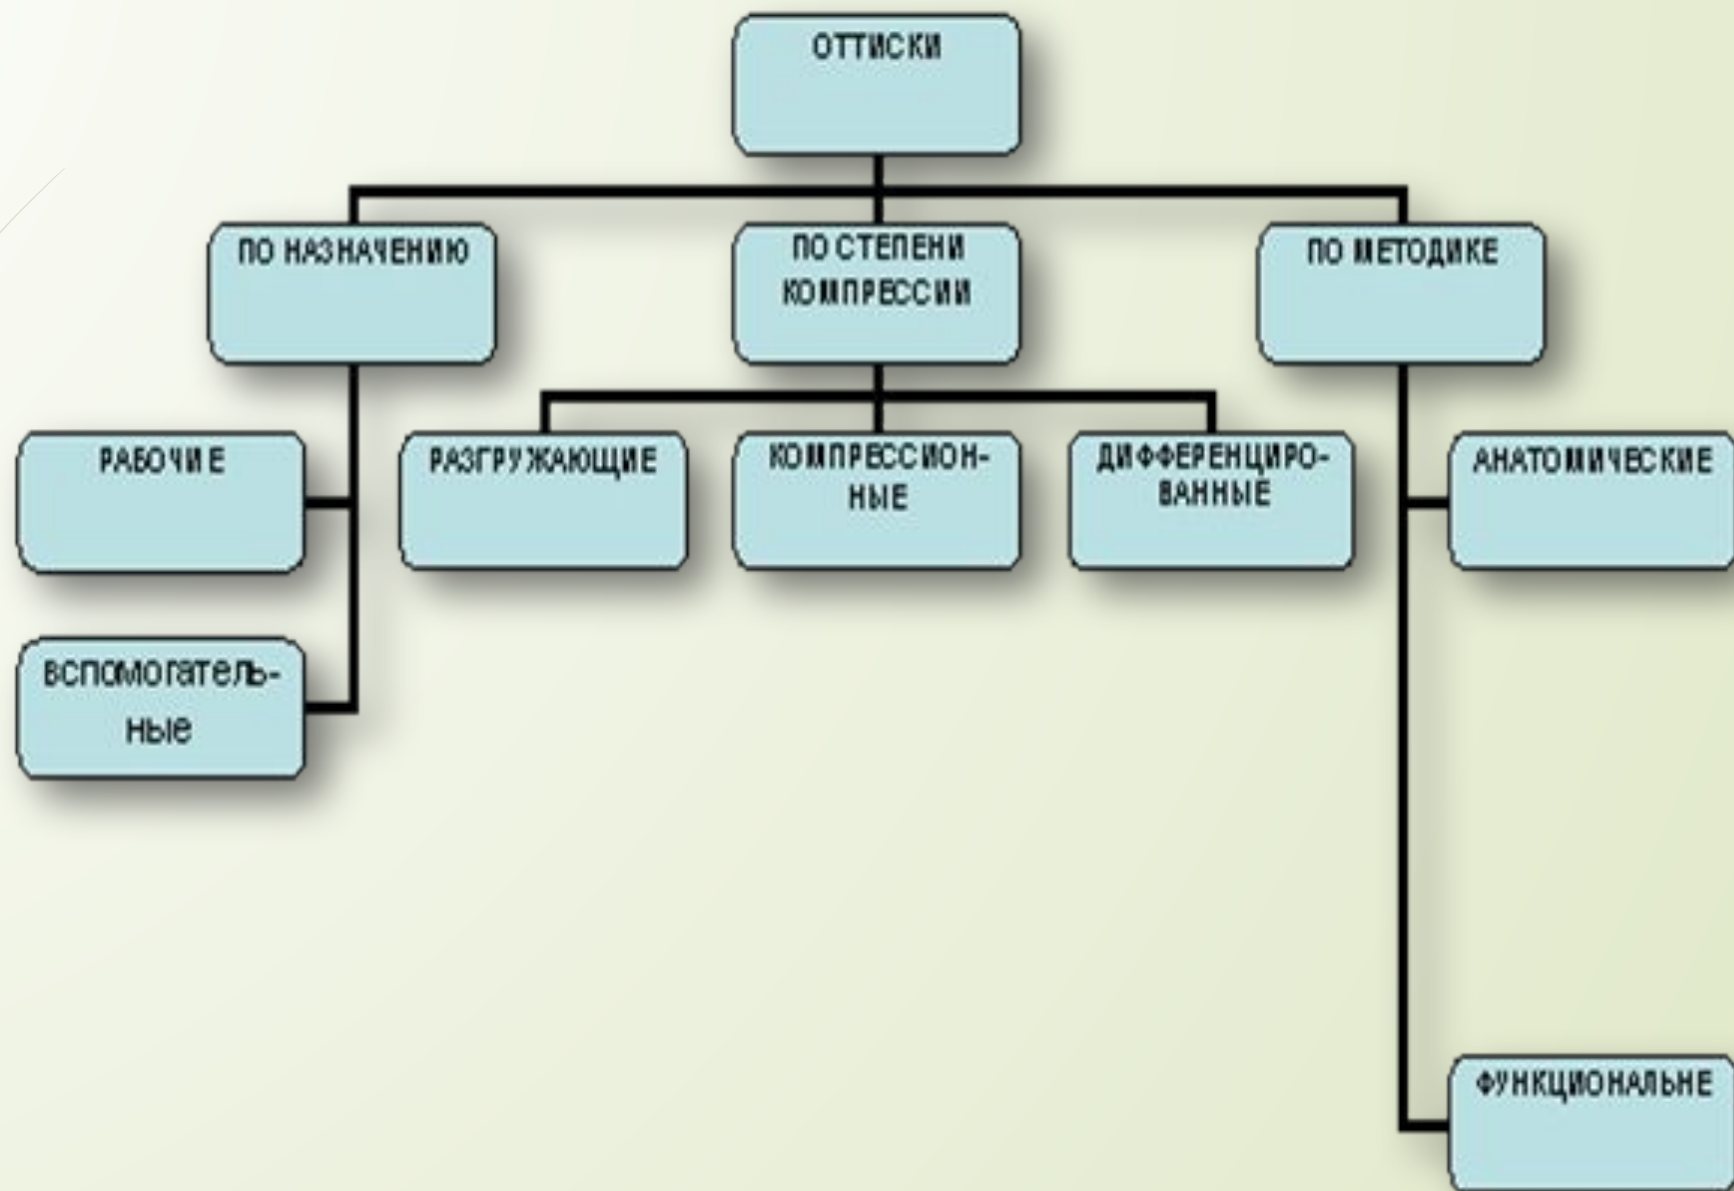 ОТТИСКИ
ПО НАЗНАЧЕНИЮ
ПО СТЕПЕНИ
КОМПРЕССИИ
ПО МЕТОДИКЕ
РАБОЧИЕ
РАЗГРУЖАЮЩИЕ
КОМПРЕССИОН-
НЫЕ
ДИФФЕРЕНЦИРО-
ВАННЫЕ
АНАТОМИЧЕСКИЕ
вспомогатель-
ные
ФУНКЦИОНАЛЬНЕ